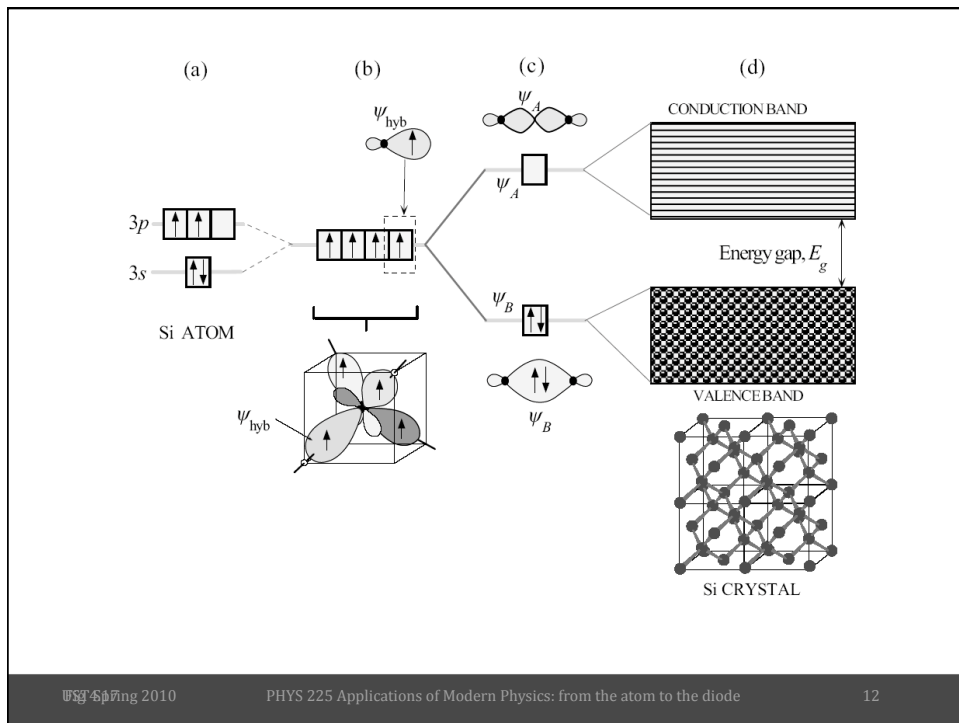 (a)
(b)
(c)
(d)
ψhyb
ψA
CONDUCTION BAND
ψA
3p
3s
Energy gap, Eg
ψB
Si ATOM
VALENCE BAND
ψhyb
ψB
Si CRYSTAL
Spring 2010
PHYS 225 Applications of Modern Physics: from the atom to the diode
12